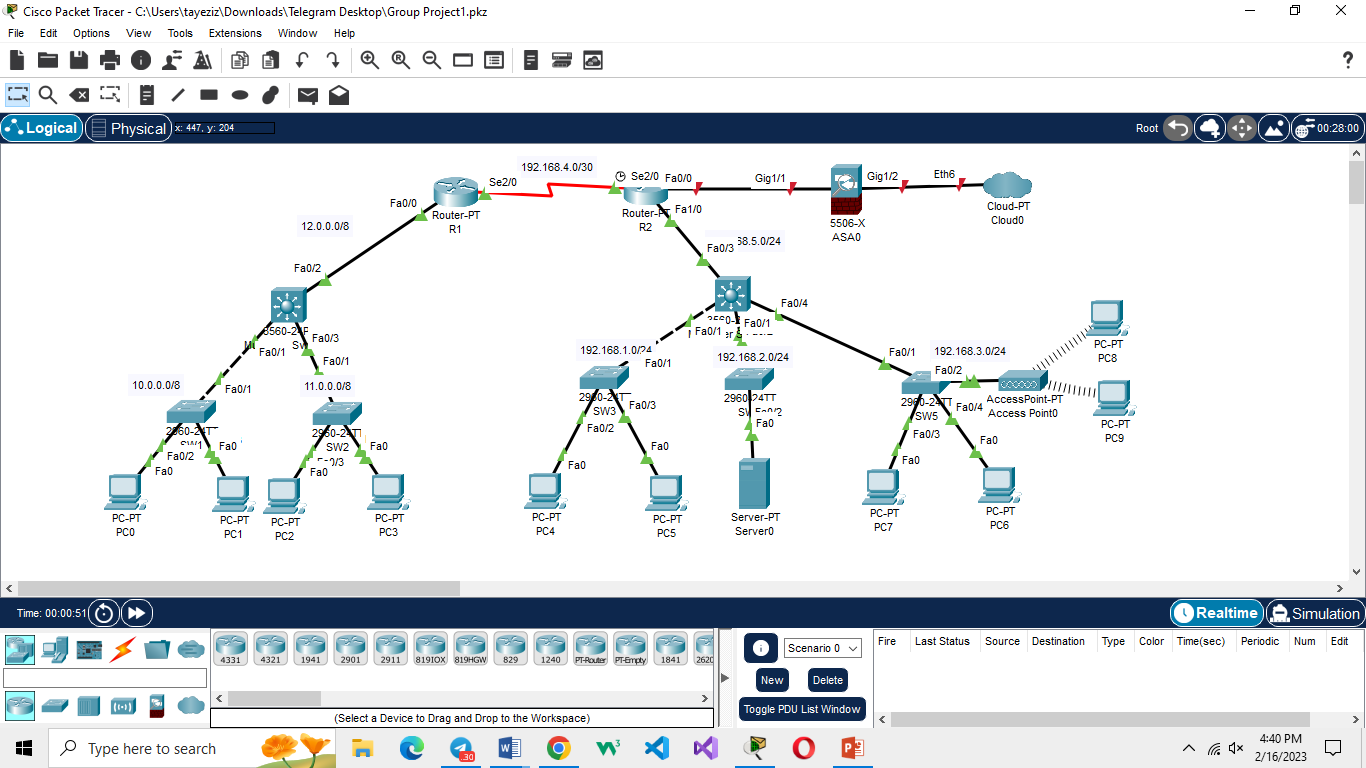 Cisco Packet Tracer - C:\Users\tayeziz\Downloads\Telegram Desktop\Group Project1.pkz
File Edit Options View Tools Extensions Window Help
Logical Physical x: 447, y: 204 Root 00:28:00
192.168.4.0/30
Se2/0 Se2/0 Fa0/0 Gig1/1 Gig1/2 Eth6
Fa0/0 Router-PT R1
Router-PT R2
Fa1/0
5506-X
ASA0
Cloud-PT
Cloud0
12.0.0.0/8
Fa0/3 68.5.0/24
Fa0/2
3560-24P
Fa0/1
Fa0/3
Fa0/1
Fa0/1
Fa0/1
Fa0/1
Fa0/4
10.0.0.0/8
11.0.0.0/8
192.168.1.0/24
Fa0/1
192.168.2.0/24
Fa0/1
192.168.3.0/24
Fa0/2
2960-24TT
SW1
Fa0/2
Fa0
Fa0
2960-24TT
SW2
Fa0/3
Fa0
Fa0
2960-24TT
SW3
Fa0/2
Fa0/3
Fa0
Fa0
2960-24TT
Fa0/2
Fa0
2960-24TT
SW5
Fa0/3
Fa0/4
Fa0
Fa0
AccessPoint-PT
Access Point0
PC-PT
PC8
PC-PT
PC9
PC-PT
PC0
PC-PT
PC1
PC-PT
PC2
PC-PT
PC3
PC-PT
PC4
PC-PT
PC5
Server-PT
Server0
PC-PT
PC7
PC-PT
PC6
Time: 00:00:51 Realtime Simulation
4331 4321 1941 2901 2911 819IOX 819HGW 829 1240 PT-Router PT-Empty 1841 2620
(Select a Device to Drag and Drop to the Workspace)
Scenario 0
New Delete
Toggle PDU List Window
Fire Last Status Source Destination Type Color Time(sec) Periodic Num Edit
Type here to search
.30
4:40 PM
2/16/2023